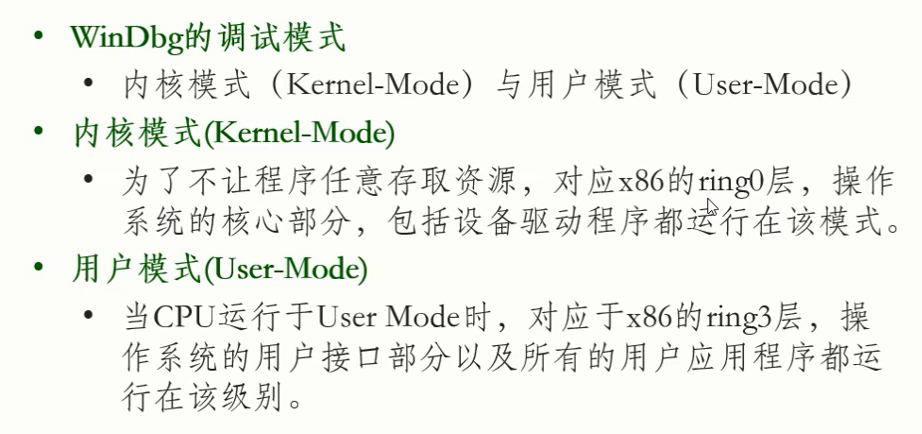 • WinDbg的调试模式
• 内核模式（Kernel-Mode）与用户模式（User-Mode）
• 内核模式(Kernel-Mode)
• 为了不让程序任意存取资源，对应x86的ring0层，操作
系统的核心部分，包括设备驱动程序都运行在该模式。
• 用户模式(User-Mode)
• 当CPU运行于User Mode时，对应于x86的ring3层，操
作系统的用户接口部分以及所有的用户应用程序都运
行在该级别。